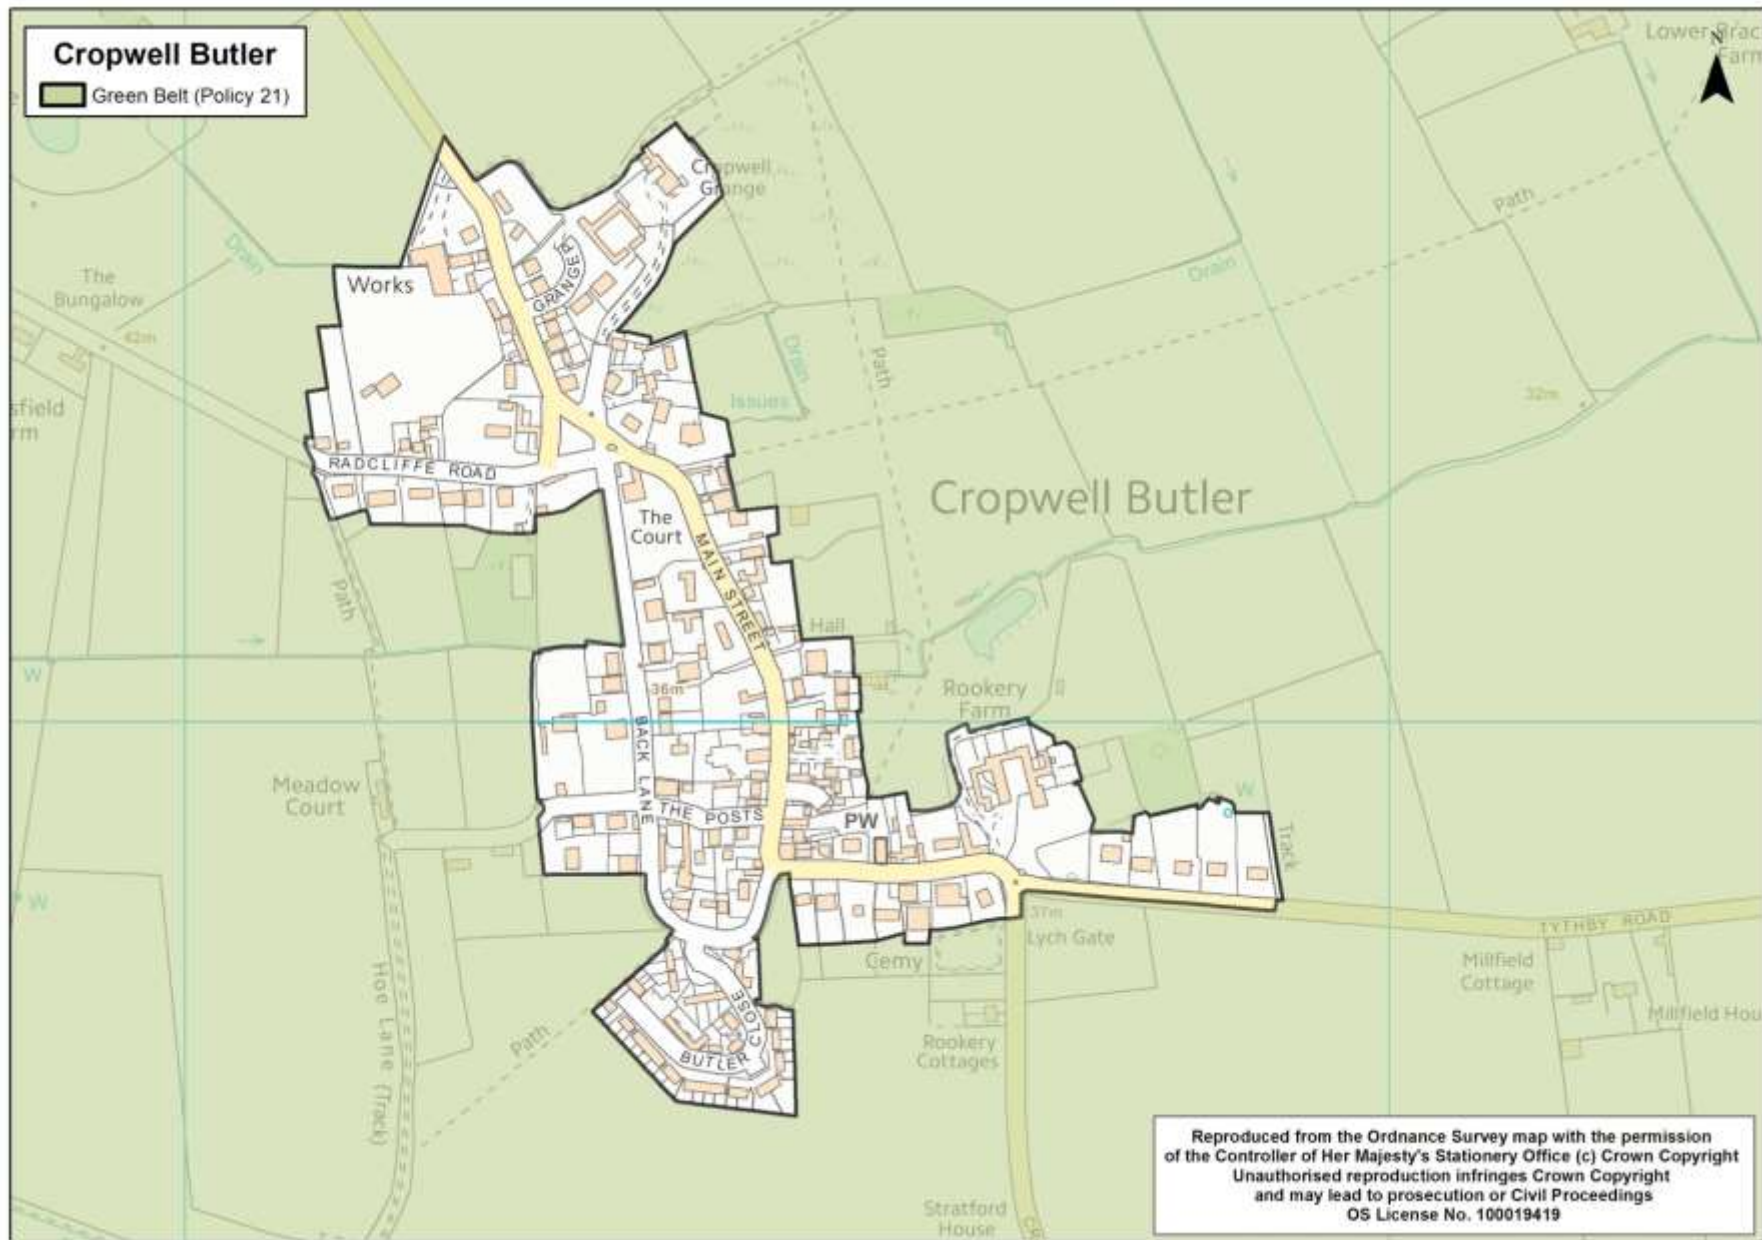 Cropwell Butler
Green Belt (Policy 21)
N
Farm
Cropwell
Grange
Path
Drain
Drain
The
Bungalow
Works
62m
Drain
Path
32m
Issues
RADCLIFFE ROAD
Cropwell Butler
The
Court
MAIN STREET
Path
Hall
W
36m
Rookery
Farm
BACK LANE
Meadow
Court
W
THE POSTS
PW
Track
W
37m
Lych Gate
TYTHBY ROAD
Cemy
Millfield
Cottage
Hoe Lane (Track)
CLOSE
BUTLER
Path
Rookery
Cottages
Stratford
House
Reproduced from the Ordnance Survey map with the permission
of the Controller of Her Majesty's Stationery Office (c) Crown Copyright
Unauthorised reproduction infringes Crown Copyright
and may lead to prosecution or Civil Proceedings
OS License No. 100019419